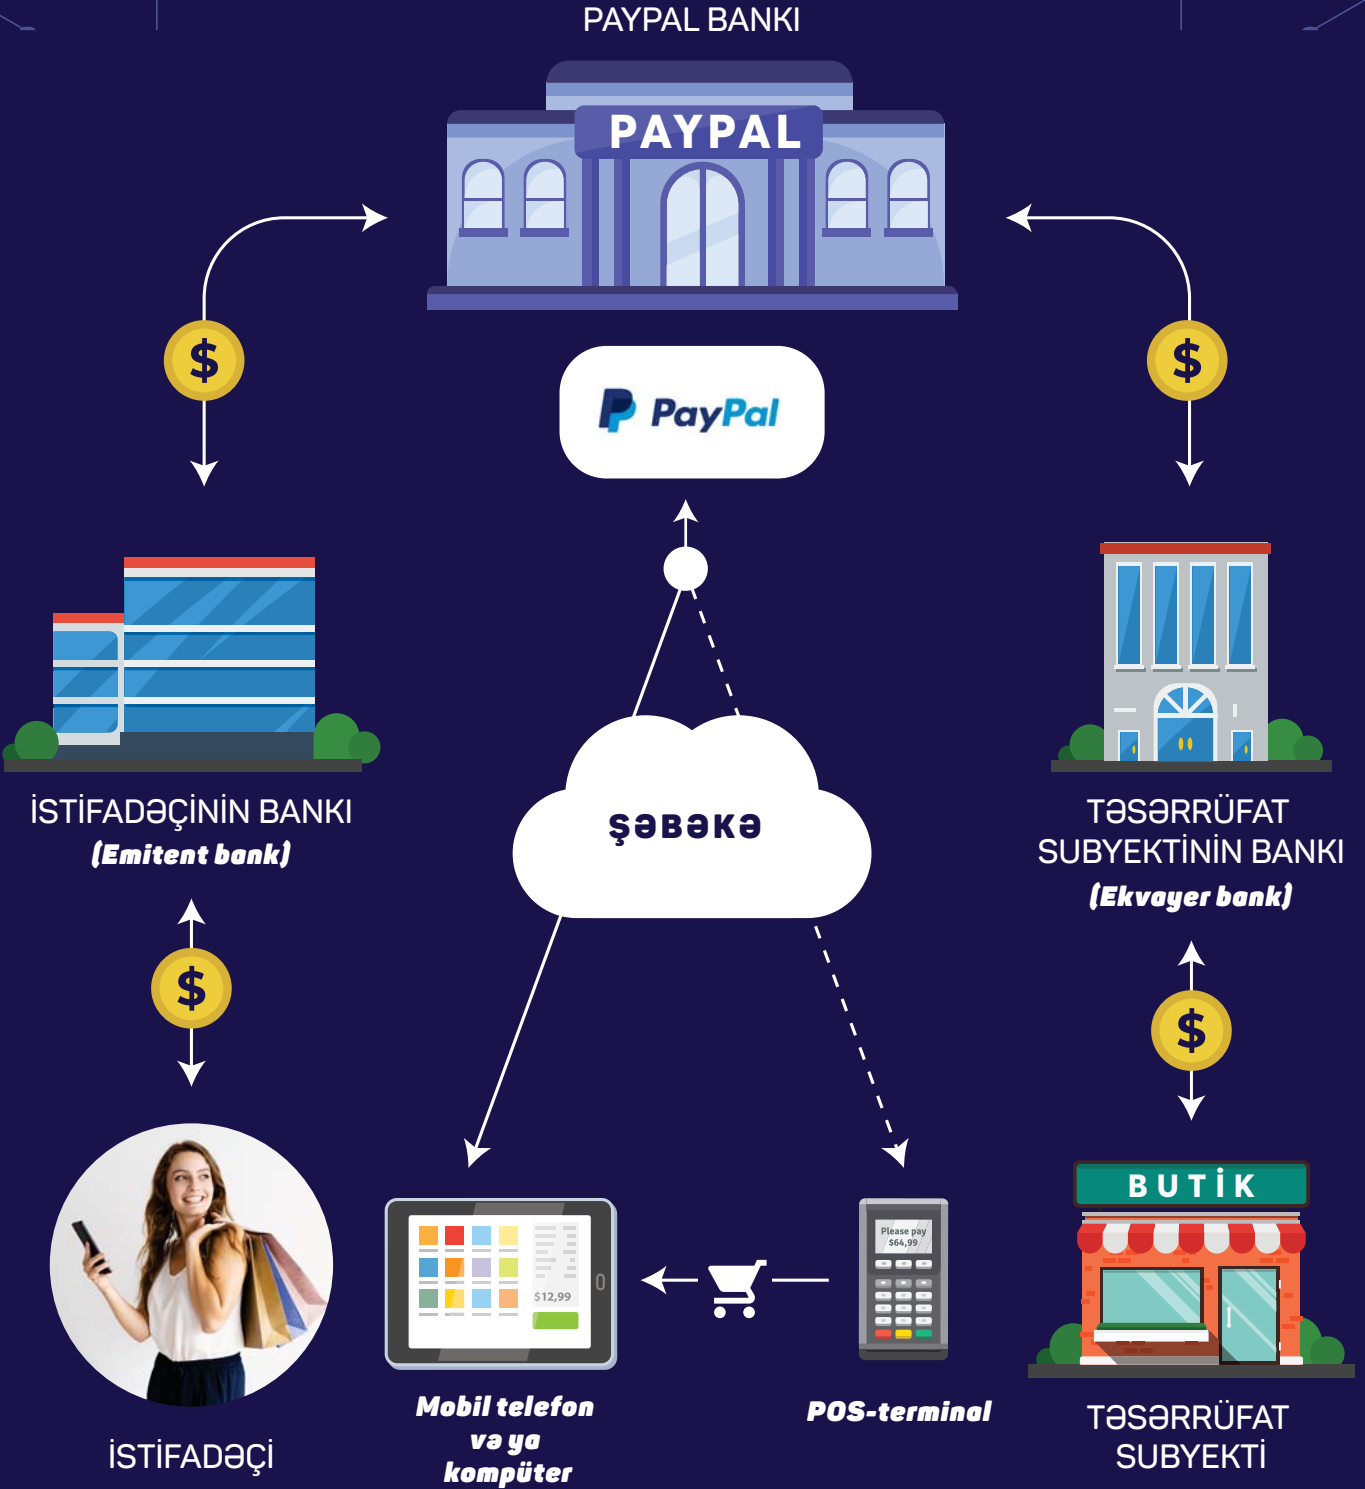 PAYPAL BANKI
PAYPAL
$
$
PayPal
İSTİFADƏÇİNİN BANKI
(Emitent bank)
ŞƏBƏKƏ
TƏSƏRRÜFAT
SUBYEKTİNİN BANKI
(Ekvayer bank)
$
$
BUTİK
Please pay
$64,99
$12,99
Mobil telefon
və ya
kompüter
POS-terminal
İSTİFADƏÇİ
TƏSƏRRÜFAT
SUBYEKTİ